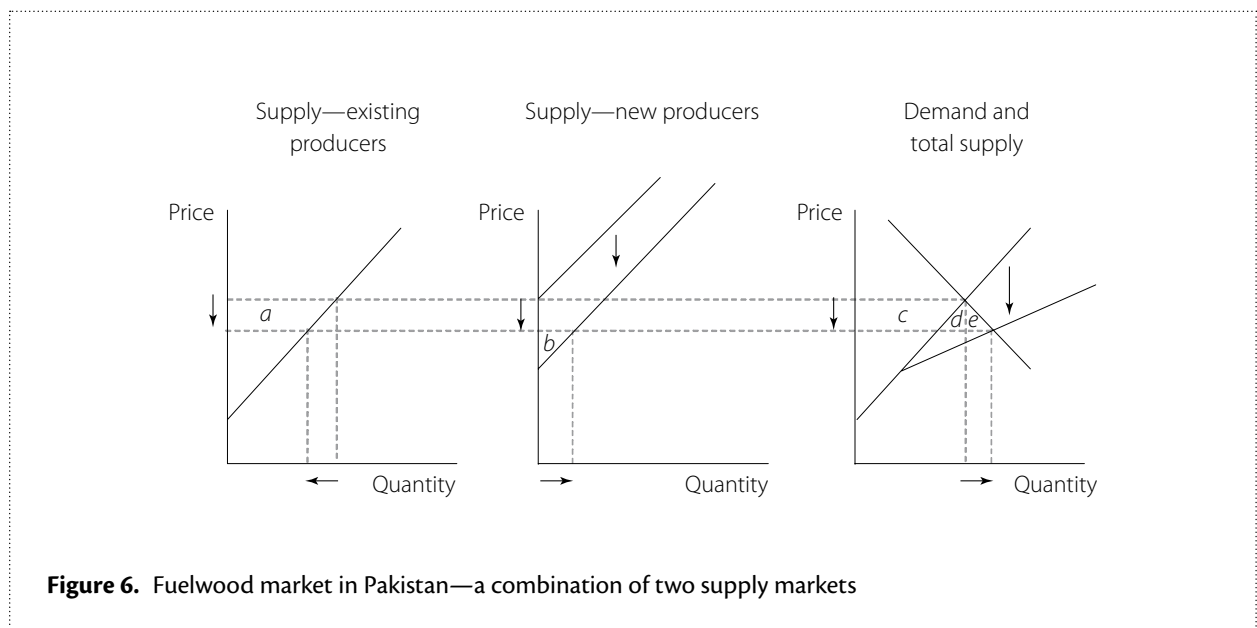 Supply—existing
producers
Supply—new producers
Demand and
total supply
Price
Price
Price
a
b
c
d
e
Quantity
Quantity
Quantity
Figure 6. Fuelwood market in Pakistan—a combination of two supply markets